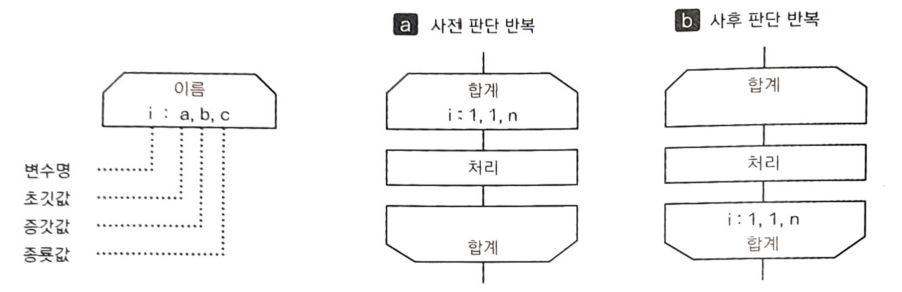 이름
i : a, b, c
변수명
초깃값
증갓값
종룟값
a 사전 판단 반복
합계
i : 1, 1, n
처리
합계
b 사후 판단 반복
합계
처리
i : 1, 1, n
합계